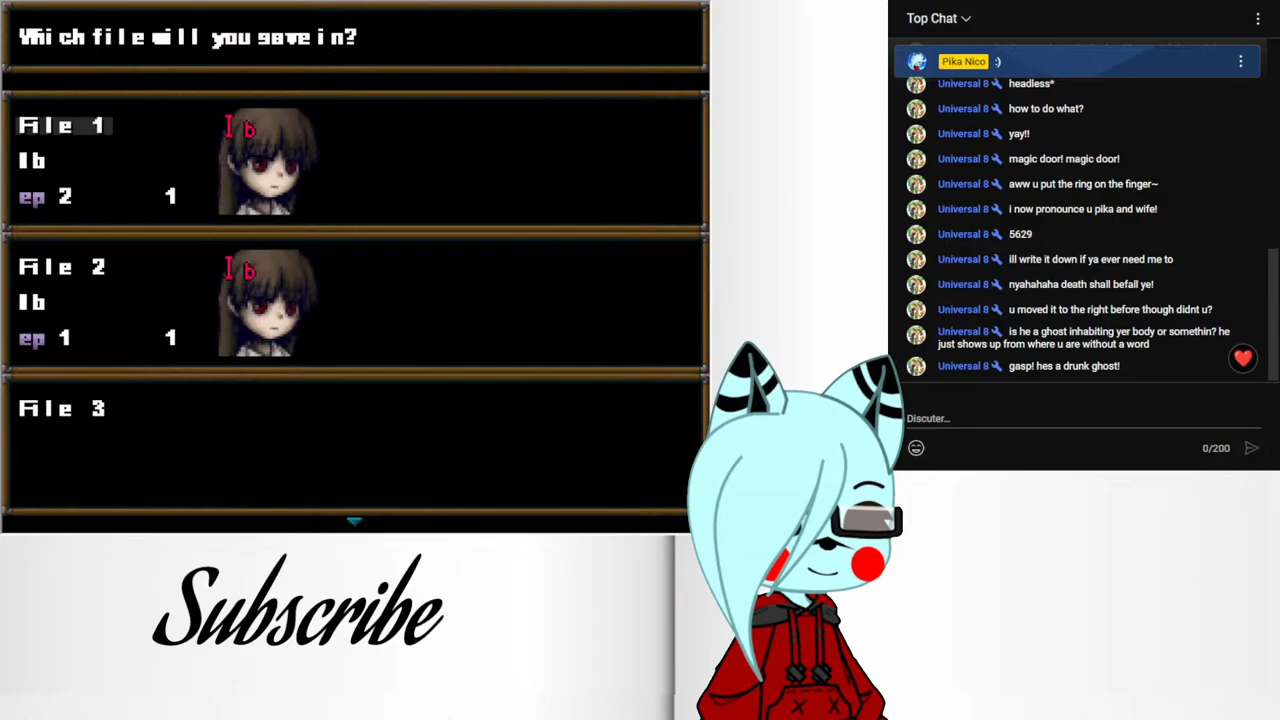 Which file will you save in?
File 1
Ib
ep 2 1
Ib
File 2
Ib
ep 1 1
Ib
File 3
Subscribe
Top Chat
Pika Nico :)
Universal 8 headless*
Universal 8 how to do what?
Universal 8 yay!!
Universal 8 magic door! magic door!
Universal 8 aww u put the ring on the finger~
Universal 8 i now pronounce u pika and wife!
Universal 8 5629
Universal 8 ill write it down if ya ever need me to
Universal 8 nyahahaha death shall befall ye!
Universal 8 u moved it to the right before though didnt u?
Universal 8 is he a ghost inhabiting yer body or somethin? he
just shows up from where u are without a word
Universal 8 gasp! hes a drunk ghost!
Discuter...
0/200